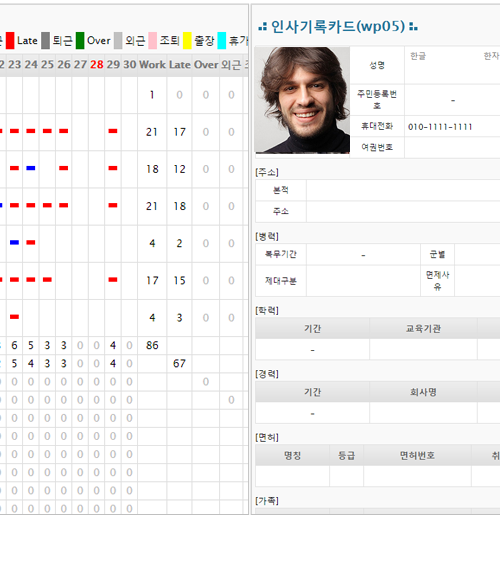 Late 퇴근 Over 외근 조퇴 출장 휴가
2 23 24 25 26 27 28 29 30 Work Late Over 외근
1 0 0 0
21 17 0 0
18 12 0 0
21 18 0 0
4 2 0 0
17 15 0 0
4 3 0 0
6 5 3 3 0 0 4 0 86
5 4 3 3 0 0 4 0 67
0 0 0 0 0 0 0 0 0 0
0 0 0 0 0 0 0 0 0 0
0 0 0 0 0 0 0 0 0
0 0 0 0 0 0 0 0 0
0 0 0 0 0 0 0 0 0
0 0 0 0 0 0 0 0 0
0 0 0 0 0 0 0 0 0
0 0 0 0 0 0 0 0 0
인사기록카드(wp05)
성명 한글 한자
주민등록번호 -
휴대전화 010-1111-1111
여권번호
[주소]
본적
주소
[병력]
복무기간 - 군별
제대구분 면제사유
[학력]
기간 교육기관
-
[경력]
기간 회사명
-
[면허]
명칭 등급 면허번호 취
[가족]